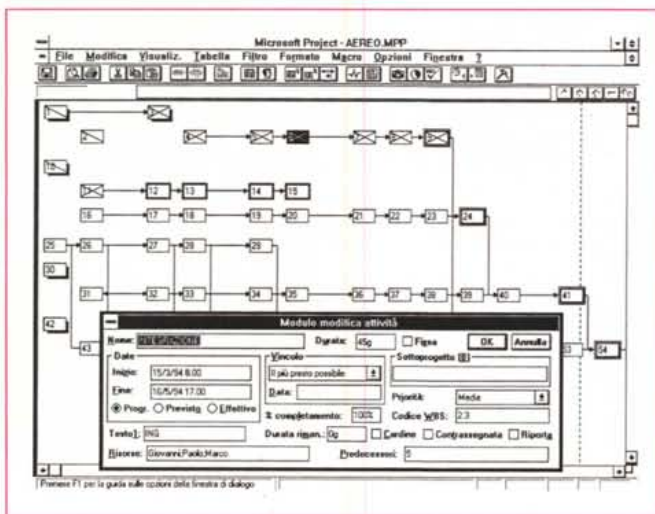 Microsoft Project - AEREO.MPP
File Modifica Visualiz. Tabella Filtro Formato Macro Opzioni Finestra ?
1
2
10
12 13 14 15
16 17 18 19 20 21 22 23 24
25 26 27 28 29
30
31 32 33 34 35 36 37 38 39 40 41
42
43 53 54
Modulo modifica attività
Nome: Durata: 45g Fissa OK Annulla
Date Vincolo Sottoprogetto
Inizio: 15/3/94 8.00 Il più presto possibile
Fine: 16/5/94 17.00 Data: Priorità: Media
Progr. Previsto Effettivo % completamento: 100% Codice WBS: 2.3
Testo1: ING Durata riman.: 0g Cardine Contrassegnata Riporta
Risorse: Giovanni,Paolo,Marco Predecessori: 5
Premere F1 per la guida sulle opzioni della finestra di dialogo